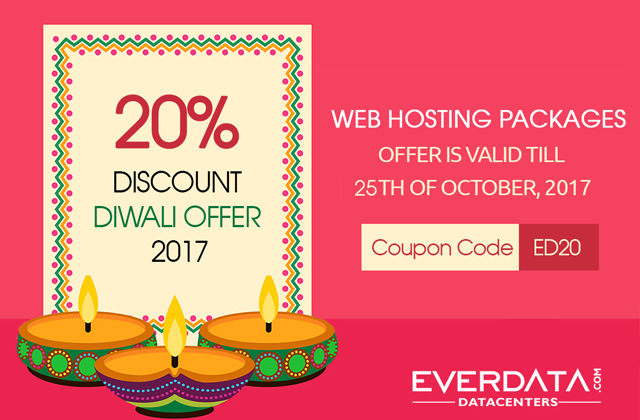 20%
DISCOUNT
DIWALI OFFER
2017
WEB HOSTING PACKAGES
OFFER IS VALID TILL
25TH OF OCTOBER, 2017
Coupon Code ED20
EVERDATA.COM
DATACENTERS